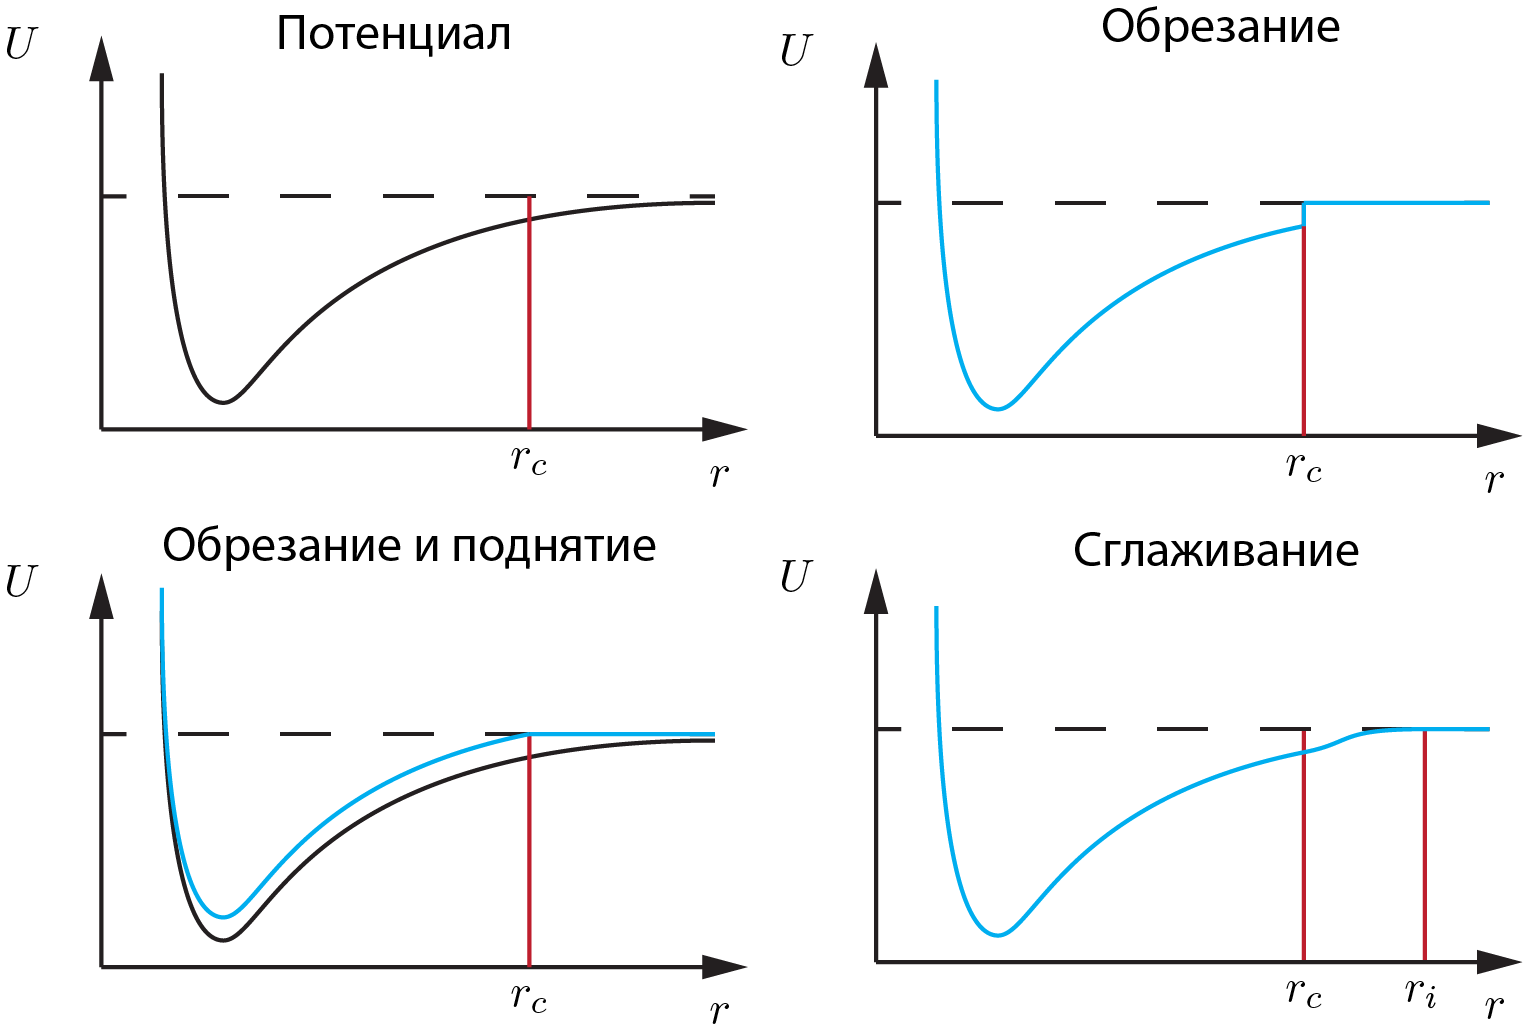 Потенциал
U
r_c
r
Обрезание
U
r_c
r
Обрезание и поднятие
U
r_c
r
Сглаживание
U
r_c
r_i
r